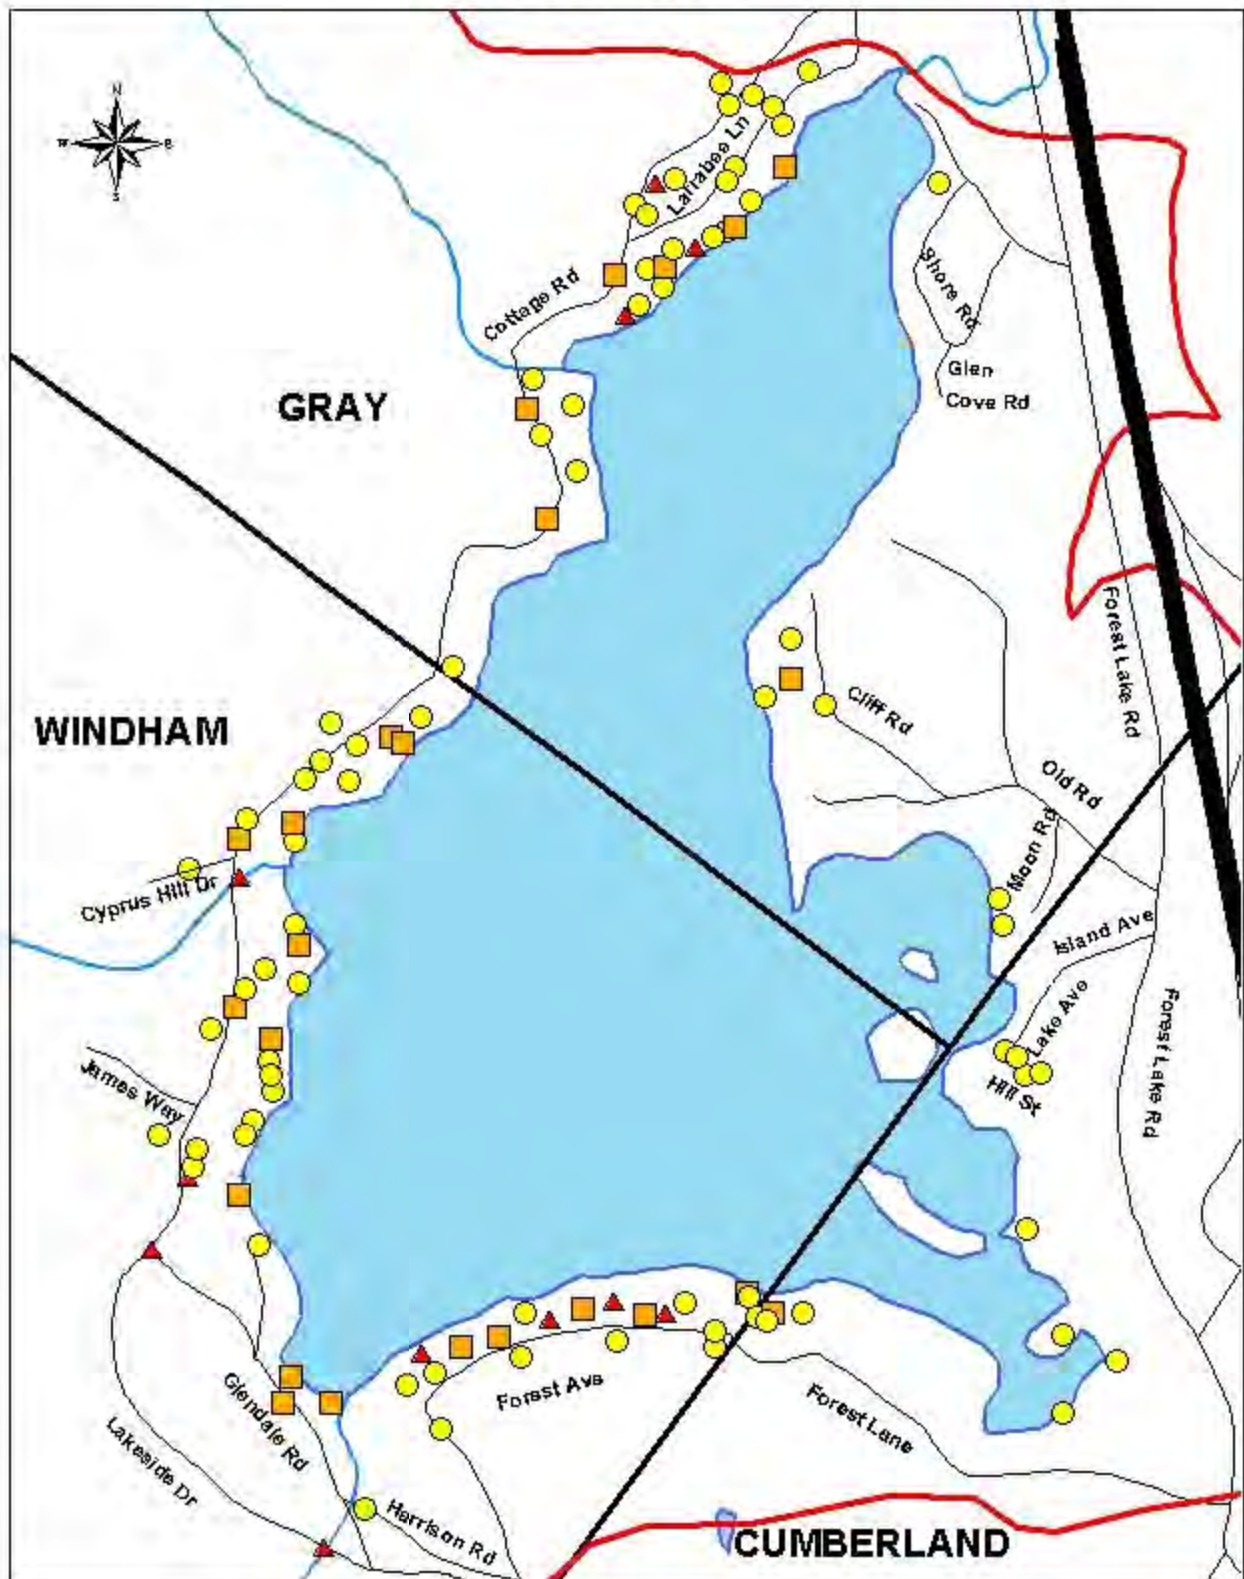 N
W
E
S
Larrabee Ln
Cottage Rd
Shore Rd
Glen
Cove Rd
GRAY
Forest Lake Rd
WINDHAM
Cliff Rd
Old Rd
Moon Rd
Cyprus Hill Dr
Island Ave
Lake Ave
Forest Lake Rd
Hill St
James Way
Forest Ave
Forest Lane
Glendale Rd
Lakeside Dr
Harrison Rd
CUMBERLAND